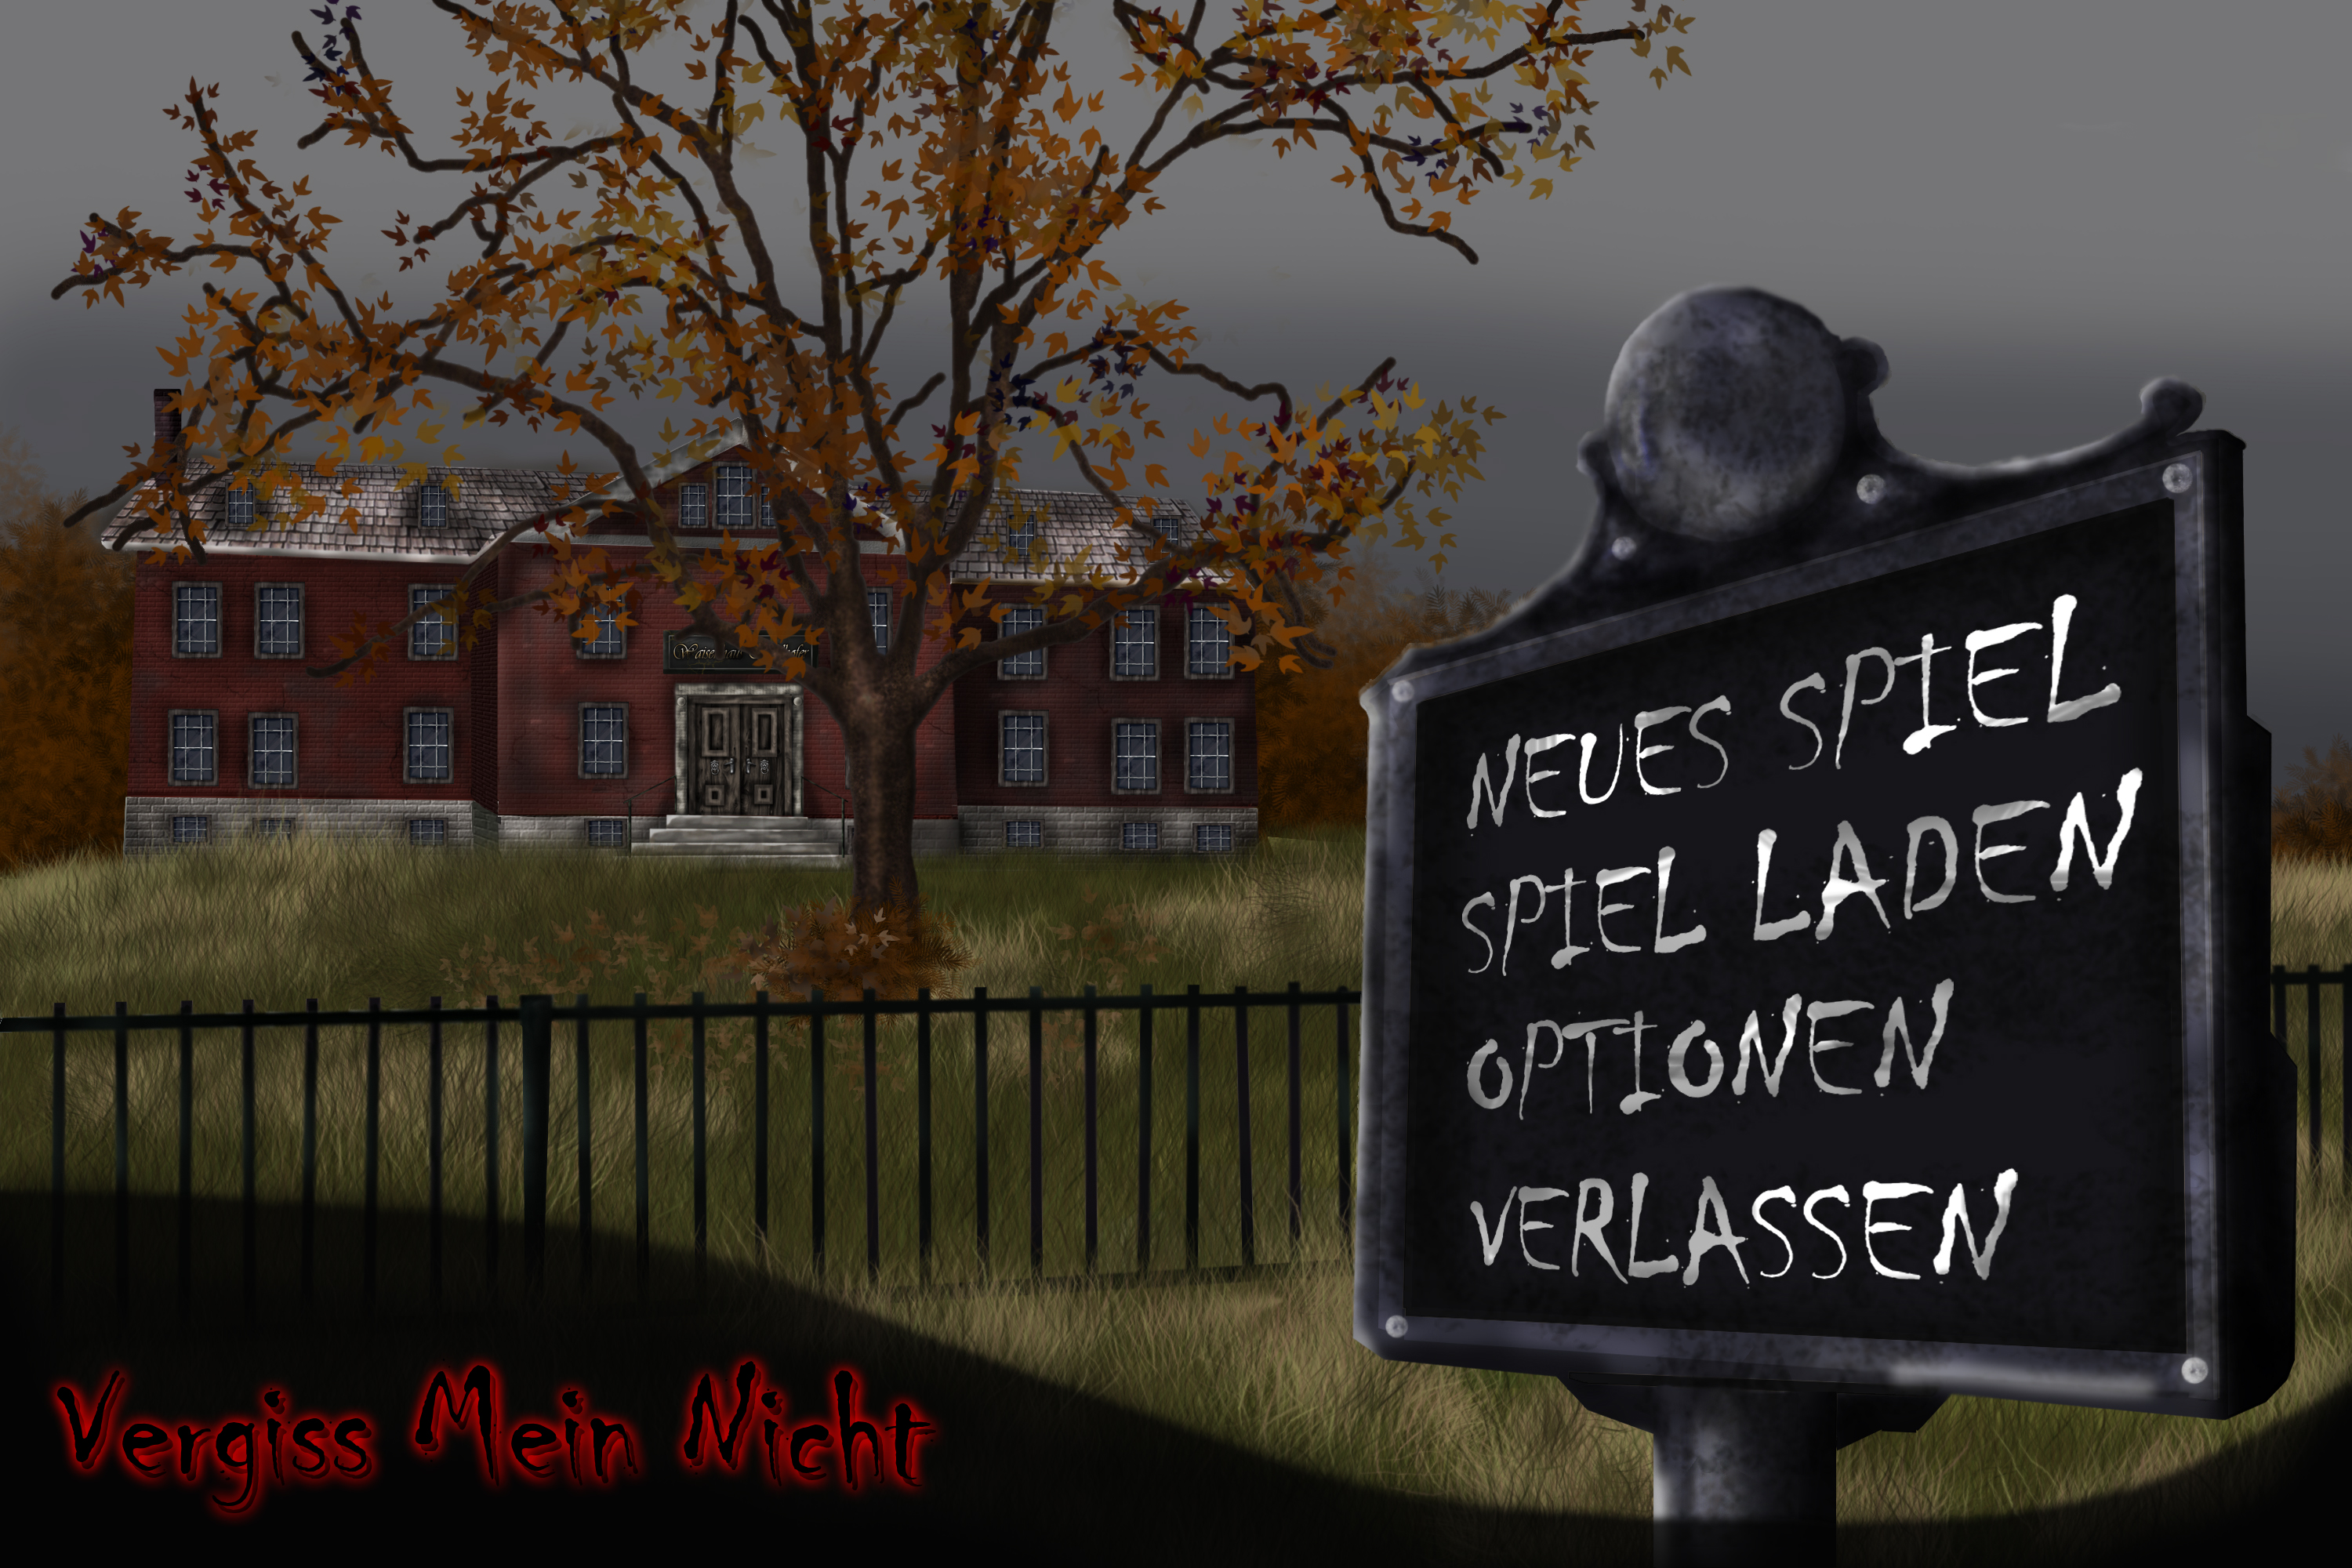 NEUES SPIEL
SPIEL LADEN
OPTIONEN
VERLASSEN
Vergiss Mein Nicht